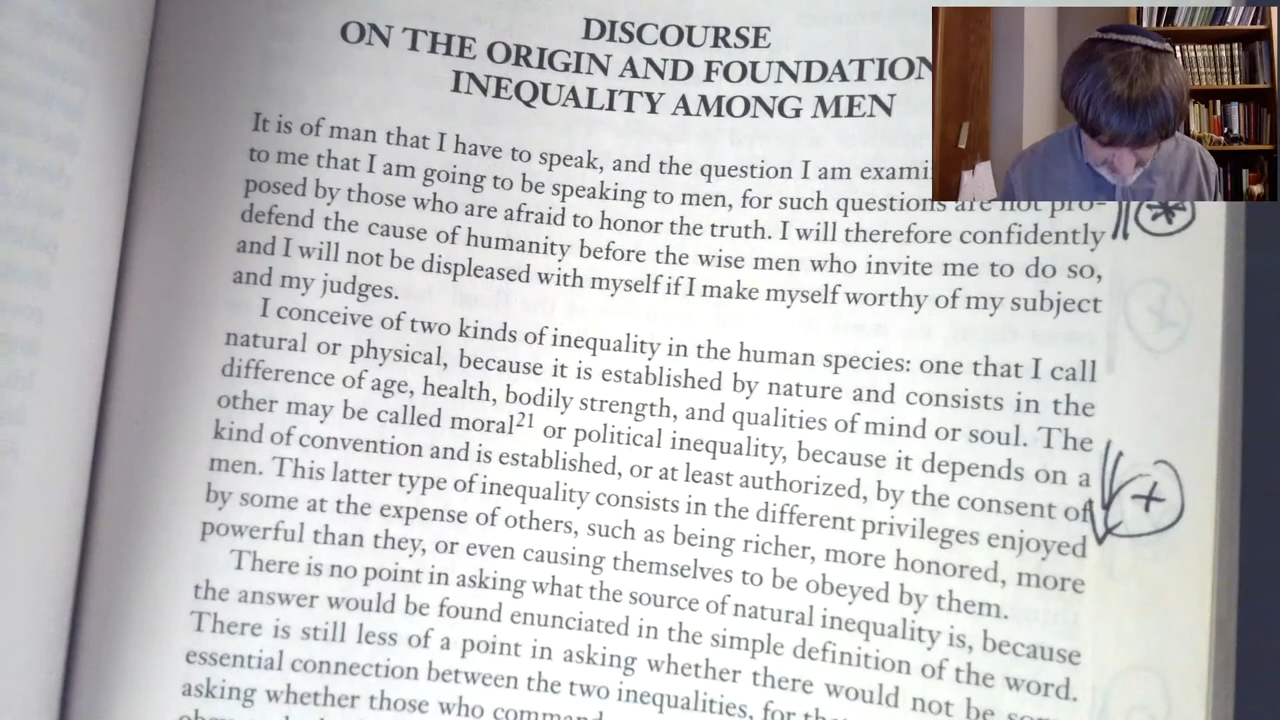 DISCOURSE
ON THE ORIGIN AND FOUNDATION
INEQUALITY AMONG MEN
It is of man that I have to speak, and the question I am
to me that I am going to be speaking to men, for such questions are not pro-
posed by those who are afraid to honor the truth. I will therefore confidently
defend the cause of humanity before the wise men who invite me to do so,
and I will not be displeased with myself if I make myself worthy of my subject
and my judges.
I conceive of two kinds of inequality in the human species: one that I call
natural or physical, because it is established by nature and consists in the
difference of age, health, bodily strength, and qualities of mind or soul. The
other may be called moral21 or political inequality, because it depends on a
kind of convention and is established, or at least authorized, by the consent of
men. This latter type of inequality consists in the different privileges enjoyed
by some at the expense of others, such as being richer, more honored, more
powerful than they, or even causing themselves to be obeyed by them.
There is no point in asking what the source of natural inequality is, because
the answer would be found enunciated in the simple definition of the word.
There is still less of a point in asking whether there would not be
essential connection between the two inequalities, for
asking whether those who